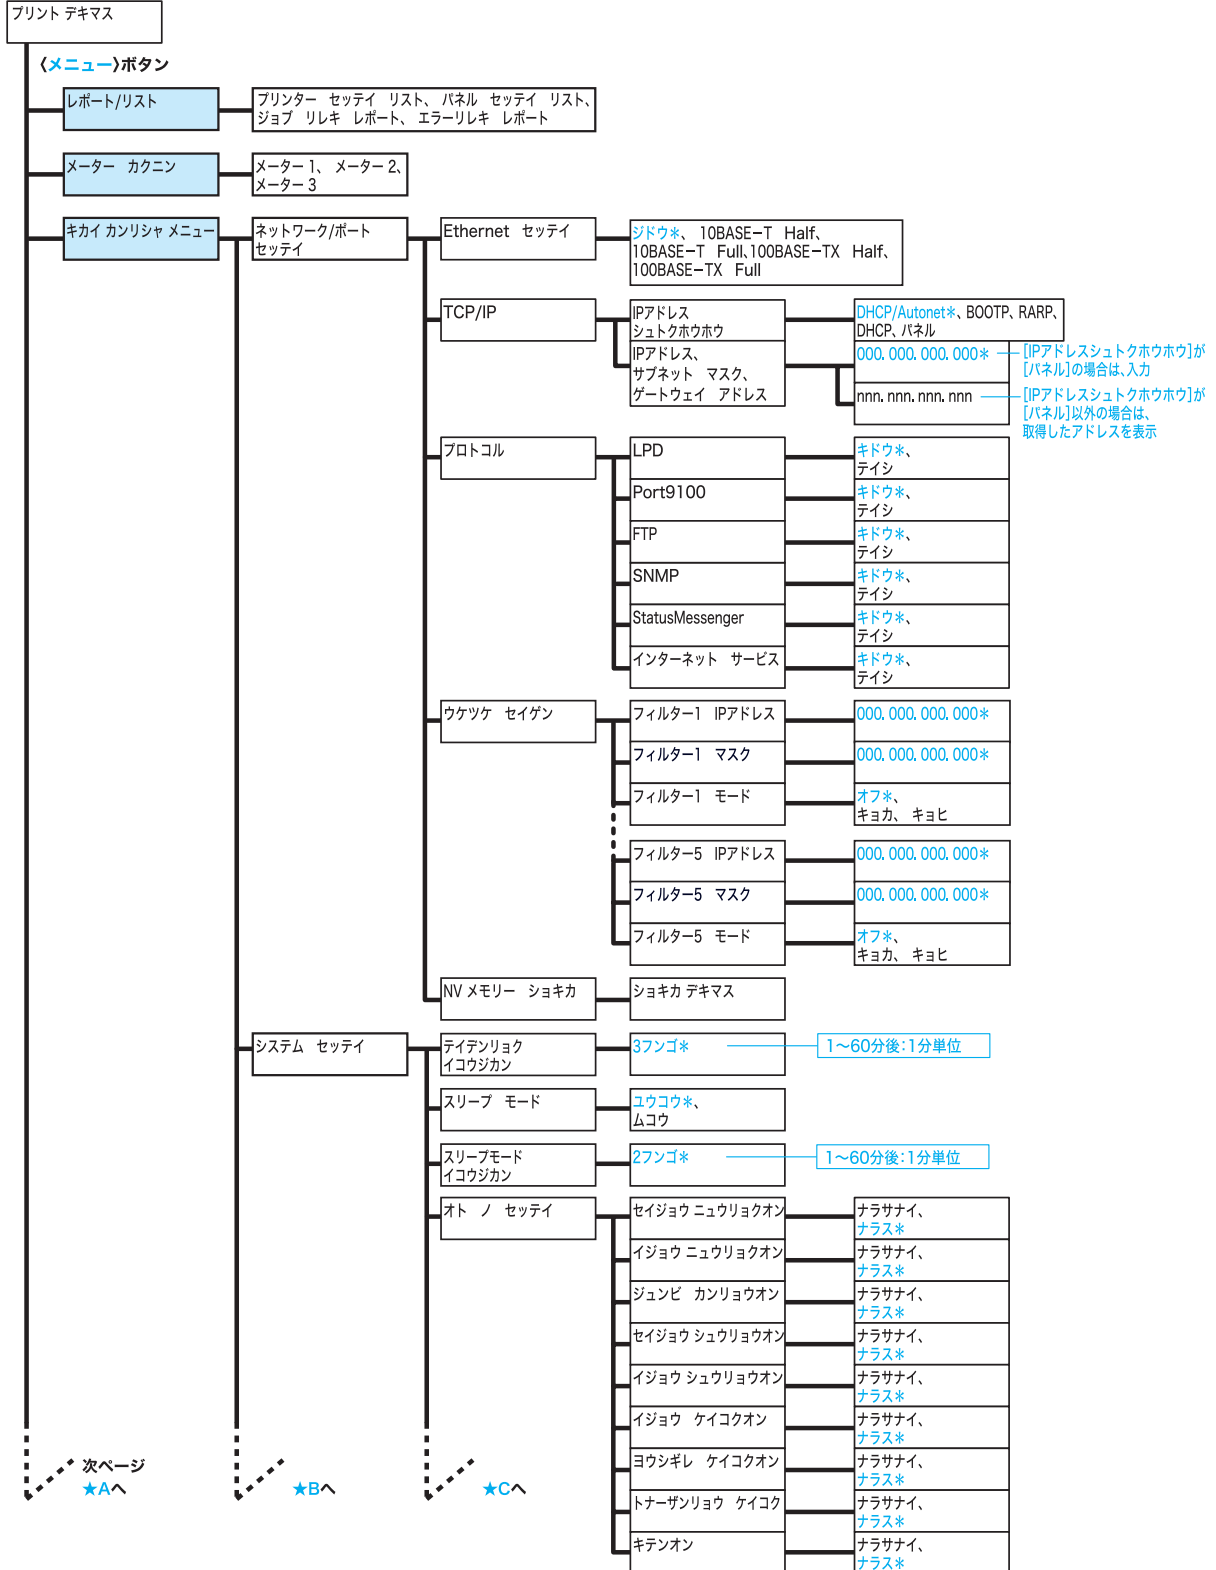 プリント デキマス
〈メニュー〉ボタン
レポート/リスト
プリンター セッテイ リスト、 パネル セッテイ リスト、
ジョブ リレキ レポート、 エラーリレキ レポート
メーター カクニン
メーター 1、 メーター 2、
メーター 3
キカイ カンリシャ メニュー
ネットワーク/ポート
セッテイ
Ethernet セッテイ
ジドウ＊、 10BASE−T Half、
10BASE−T Full、100BASE−TX Half、
100BASE−TX Full
TCP/IP
IPアドレス
シュトクホウホウ
DHCP/Autonet＊、BOOTP、RARP、
DHCP、パネル
IPアドレス、
サブネット マスク、
ゲートウェイ アドレス
000. 000. 000. 000＊
[IPアドレスシュトクホウホウ]が
[パネル]の場合は、入力
nnn. nnn. nnn. nnn
[IPアドレスシュトクホウホウ]が
[パネル]以外の場合は、
取得したアドレスを表示
プロトコル
LPD
キドウ＊、
テイシ
Port9100
キドウ＊、
テイシ
FTP
キドウ＊、
テイシ
SNMP
キドウ＊、
テイシ
StatusMessenger
キドウ＊、
テイシ
インターネット サービス
キドウ＊、
テイシ
ウケツケ セイゲン
フィルター1 IPアドレス
000. 000. 000. 000＊
フィルター1 マスク
000. 000. 000. 000＊
フィルター1 モード
オフ＊、
キョカ、 キョヒ
フィルター5 IPアドレス
000. 000. 000. 000＊
フィルター5 マスク
000. 000. 000. 000＊
フィルター5 モード
オフ＊、
キョカ、 キョヒ
NV メモリー ショキカ
ショキカ デキマス
システム セッテイ
テイデンリョク
イコウジカン
3フンゴ＊
1〜60分後：1分単位
スリープ モード
ユウコウ＊、
ムコウ
スリープモード
イコウジカン
2フンゴ＊
1〜60分後：1分単位
オト ノ セッテイ
セイジョウ ニュウリョクオン
ナラサナイ、
ナラス＊
イジョウ ニュウリョクオン
ナラサナイ、
ナラス＊
ジュンビ カンリョウオン
ナラサナイ、
ナラス＊
セイジョウ シュウリョウオン
ナラサナイ、
ナラス＊
イジョウ シュウリョウオン
ナラサナイ、
ナラス＊
イジョウ ケイコクオン
ナラサナイ、
ナラス＊
ヨウシギレ ケイコクオン
ナラサナイ、
ナラス＊
トナーザンリョウ ケイコク
ナラサナイ、
ナラス＊
キテンオン
ナラサナイ、
ナラス＊
次ページ
★Aへ
★Bへ
★Cへ